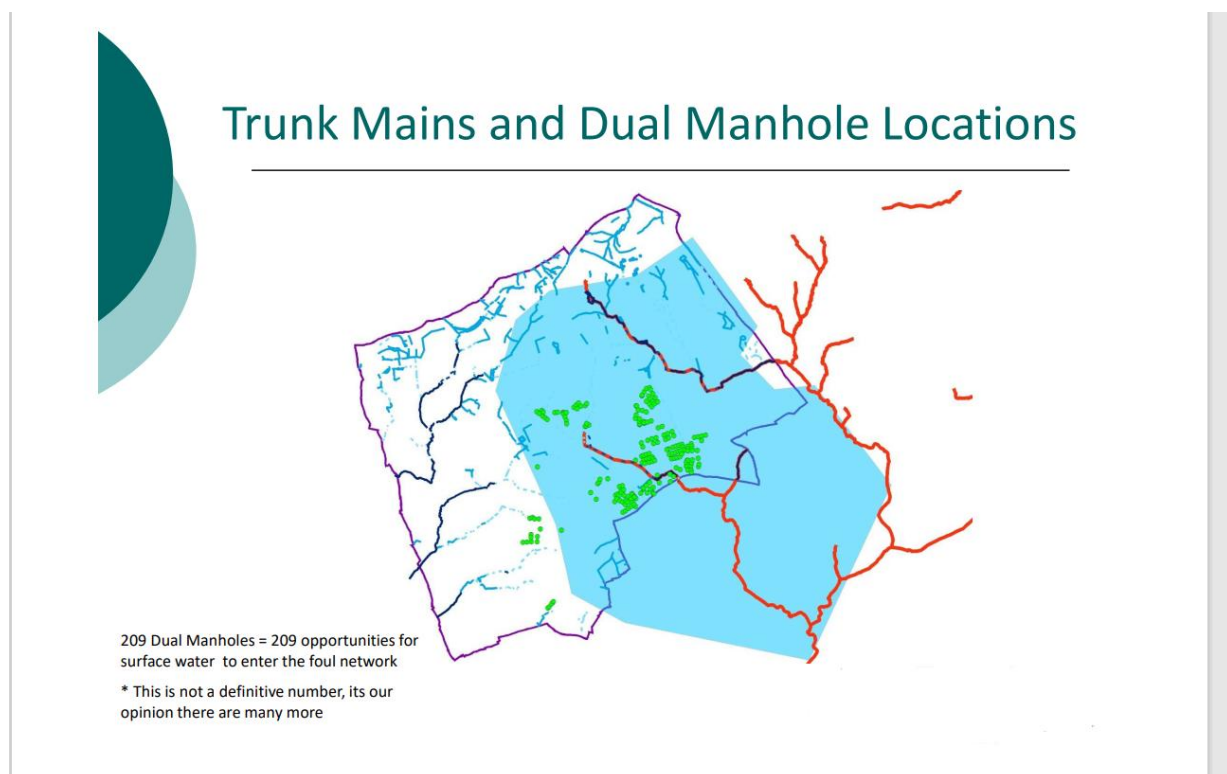 Trunk Mains and Dual Manhole Locations
209 Dual Manholes = 209 opportunities for
surface water to enter the foul network
* This is not a definitive number, its our
opinion there are many more